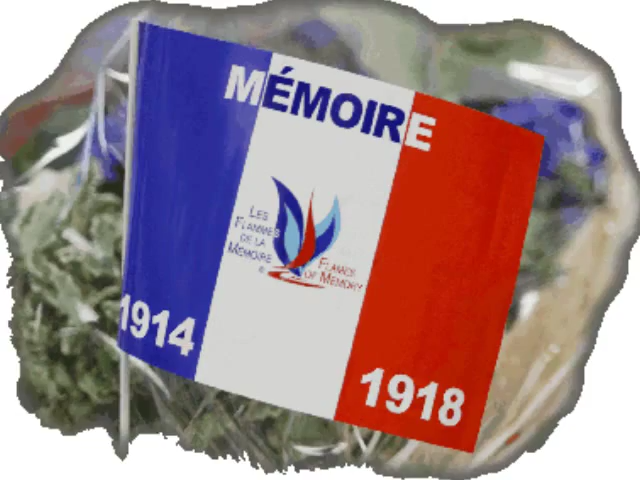 MÉMOIRE
LES
FLAMMES
DE LA
MÉMOIRE
®
FLAMES
OF MEMORY
1914
1918